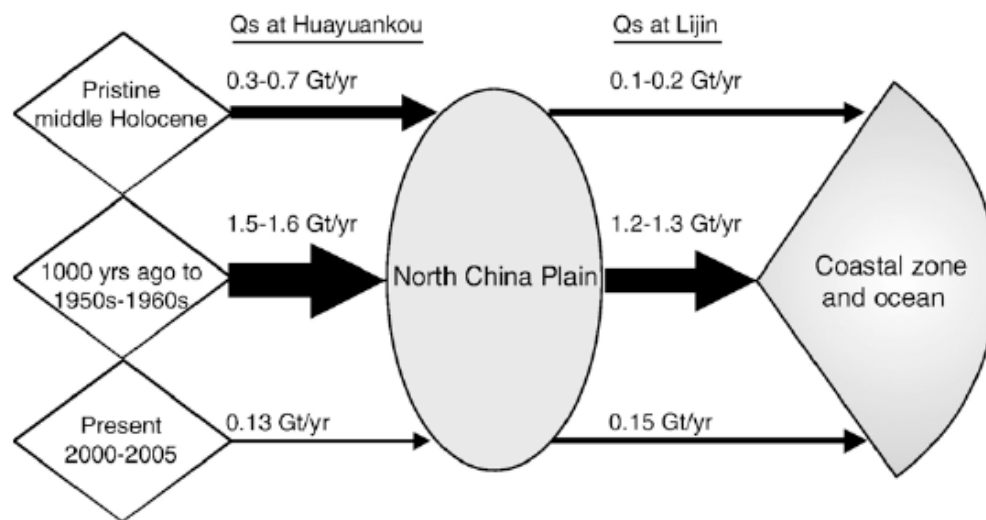 Qs at Huayuankou
Qs at Lijin
Pristine
middle Holocene
0.3-0.7 Gt/yr
0.1-0.2 Gt/yr
1000 yrs ago to
1950s-1960s
1.5-1.6 Gt/yr
North China Plain
1.2-1.3 Gt/yr
Coastal zone
and ocean
Present
2000-2005
0.13 Gt/yr
0.15 Gt/yr